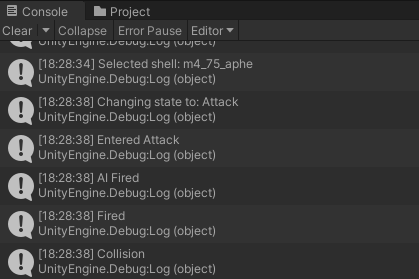 Console
Project
Clear
Collapse
Error Pause
Editor
UnityEngine.Debug:Log (object)
[18:28:34] Selected shell: m4_75_aphe
UnityEngine.Debug:Log (object)
[18:28:38] Changing state to: Attack
UnityEngine.Debug:Log (object)
[18:28:38] Entered Attack
UnityEngine.Debug:Log (object)
[18:28:38] AI Fired
UnityEngine.Debug:Log (object)
[18:28:38] Fired
UnityEngine.Debug:Log (object)
[18:28:38] Collision
UnityEngine.Debug:Log (object)